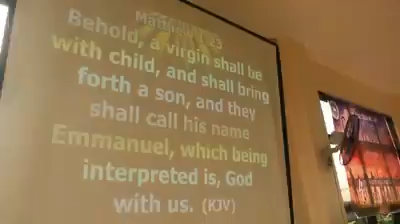 Matthew 1:23
Behold, a virgin shall be
with child, and shall bring
forth a son, and they
shall call his name
Emmanuel, which being
interpreted is, God
with us. (KJV)